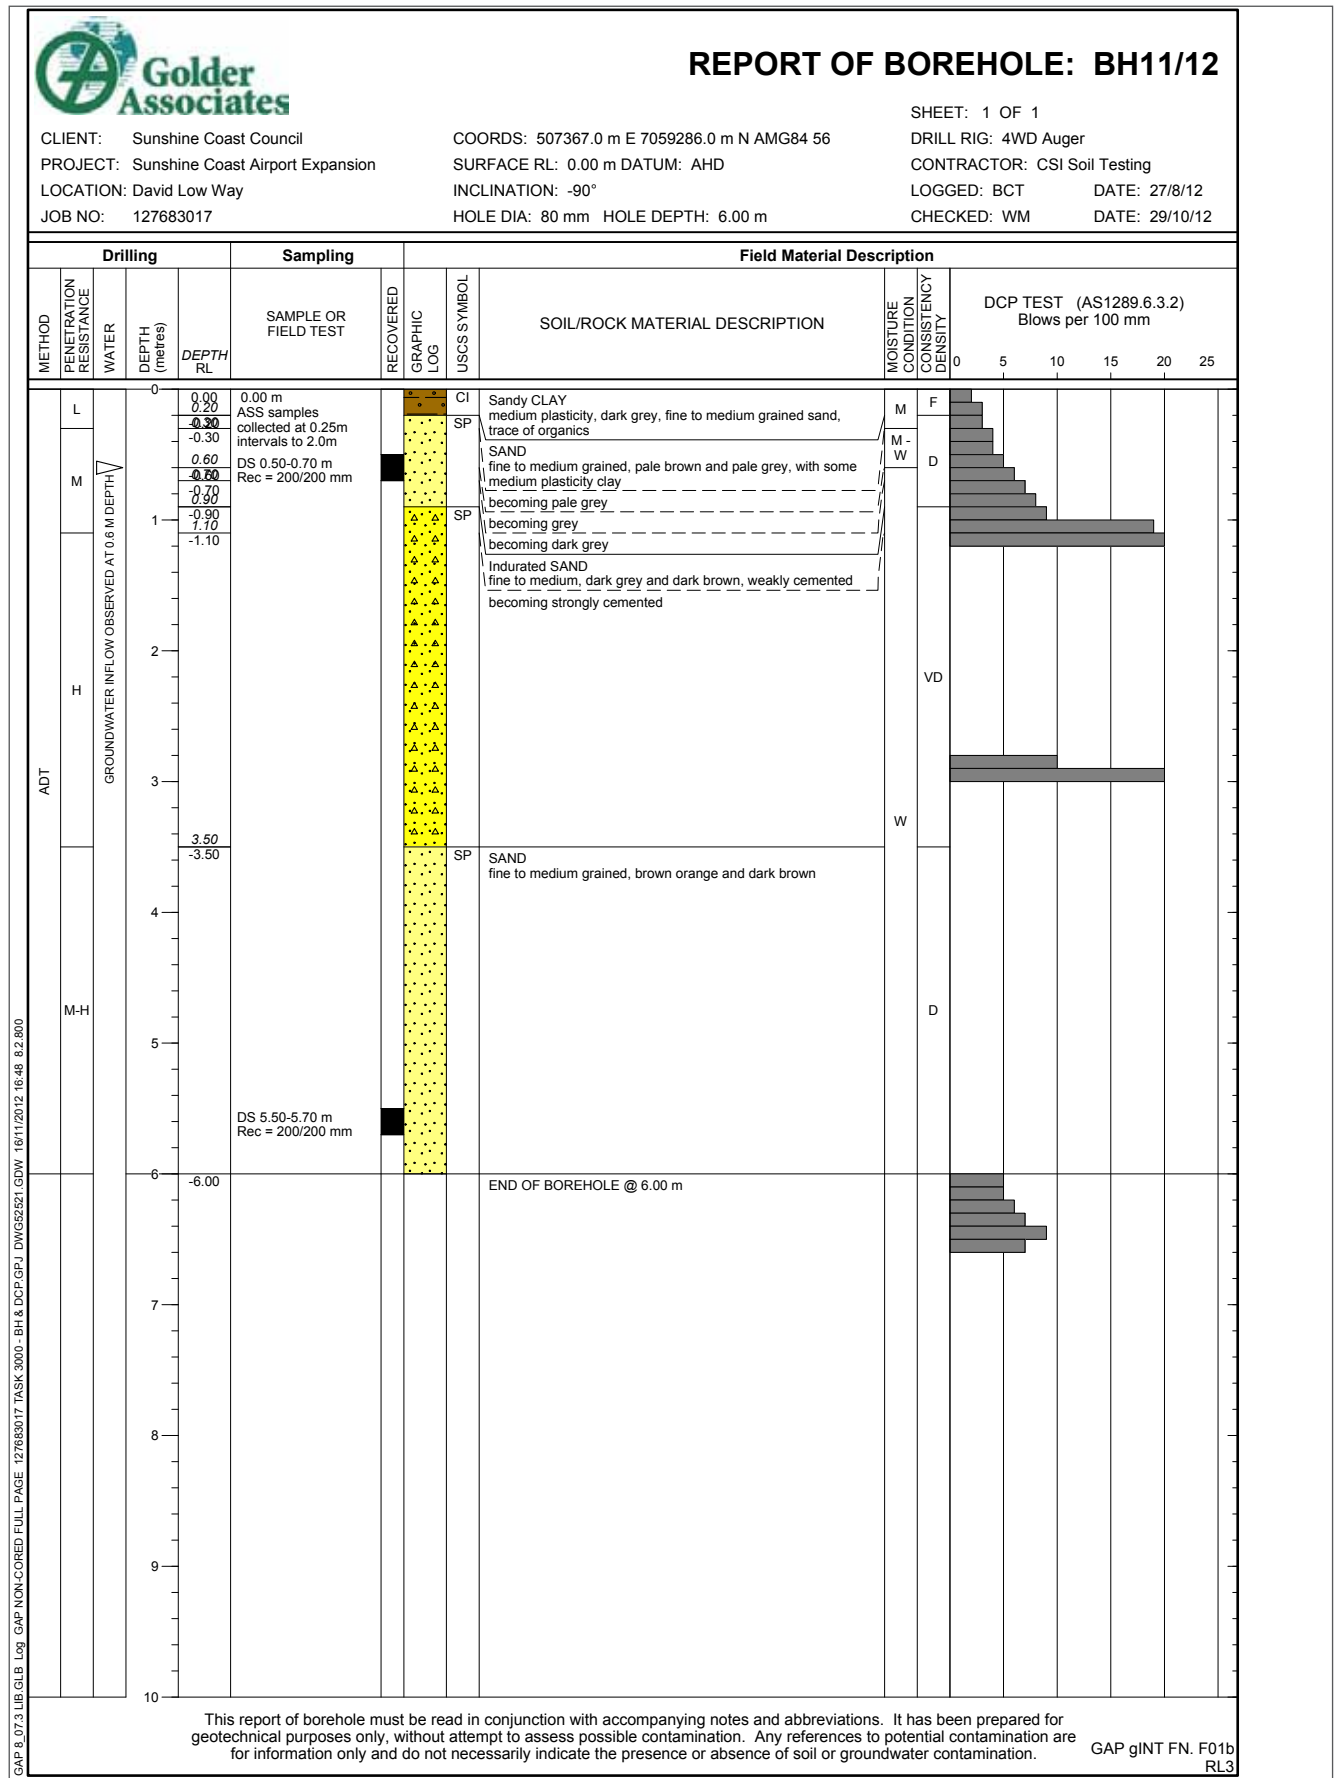 Golder
Associates
REPORT OF BOREHOLE: BH11/12
SHEET: 1 OF 1
CLIENT: Sunshine Coast Council
COORDS: 507367.0 m E 7059286.0 m N AMG84 56
DRILL RIG: 4WD Auger
PROJECT: Sunshine Coast Airport Expansion
SURFACE RL: 0.00 m DATUM: AHD
CONTRACTOR: CSI Soil Testing
LOCATION: David Low Way
INCLINATION: -90°
LOGGED: BCT DATE: 27/8/12
JOB NO: 127683017
HOLE DIA: 80 mm HOLE DEPTH: 6.00 m
CHECKED: WM DATE: 29/10/12
Drilling
Sampling
Field Material Description
METHOD
PENETRATION
RESISTANCE
WATER
DEPTH
(metres)
DEPTH
RL
SAMPLE OR
FIELD TEST
RECOVERED
GRAPHIC
LOG
USCS SYMBOL
SOIL/ROCK MATERIAL DESCRIPTION
MOISTURE
CONDITION
CONSISTENCY
DENSITY
DCP TEST (AS1289.6.3.2)
Blows per 100 mm
0 5 10 15 20 25
ADT
L
M
H
M-H
GROUNDWATER INFLOW OBSERVED AT 0.6 M DEPTH
0
1
2
3
4
5
6
7
8
9
10
0.00
0.20
-0.30
0.60
-0.70
0.90
-0.90
1.10
-1.10
3.50
-3.50
-6.00
0.00 m
ASS samples
collected at 0.25m
intervals to 2.0m
DS 0.50-0.70 m
Rec = 200/200 mm
DS 5.50-5.70 m
Rec = 200/200 mm
CI
SP
SP
SP
Sandy CLAY
medium plasticity, dark grey, fine to medium grained sand,
trace of organics
SAND
fine to medium grained, pale brown and pale grey, with some
medium plasticity clay
becoming pale grey
becoming grey
becoming dark grey
Indurated SAND
fine to medium, dark grey and dark brown, weakly cemented
becoming strongly cemented
SAND
fine to medium grained, brown orange and dark brown
END OF BOREHOLE @ 6.00 m
M
M -
W
W
F
D
VD
D
This report of borehole must be read in conjunction with accompanying notes and abbreviations. It has been prepared for
geotechnical purposes only, without attempt to assess possible contamination. Any references to potential contamination are
for information only and do not necessarily indicate the presence or absence of soil or groundwater contamination.
GAP gINT FN. F01b
RL3
GAP 8_07.3 LIB.GLB Log GAP NON-CORED FULL PAGE 127683017 TASK 3000 - BH & DCP.GPJ DWG52521.GDW 16/11/2012 16:48 8.2.800